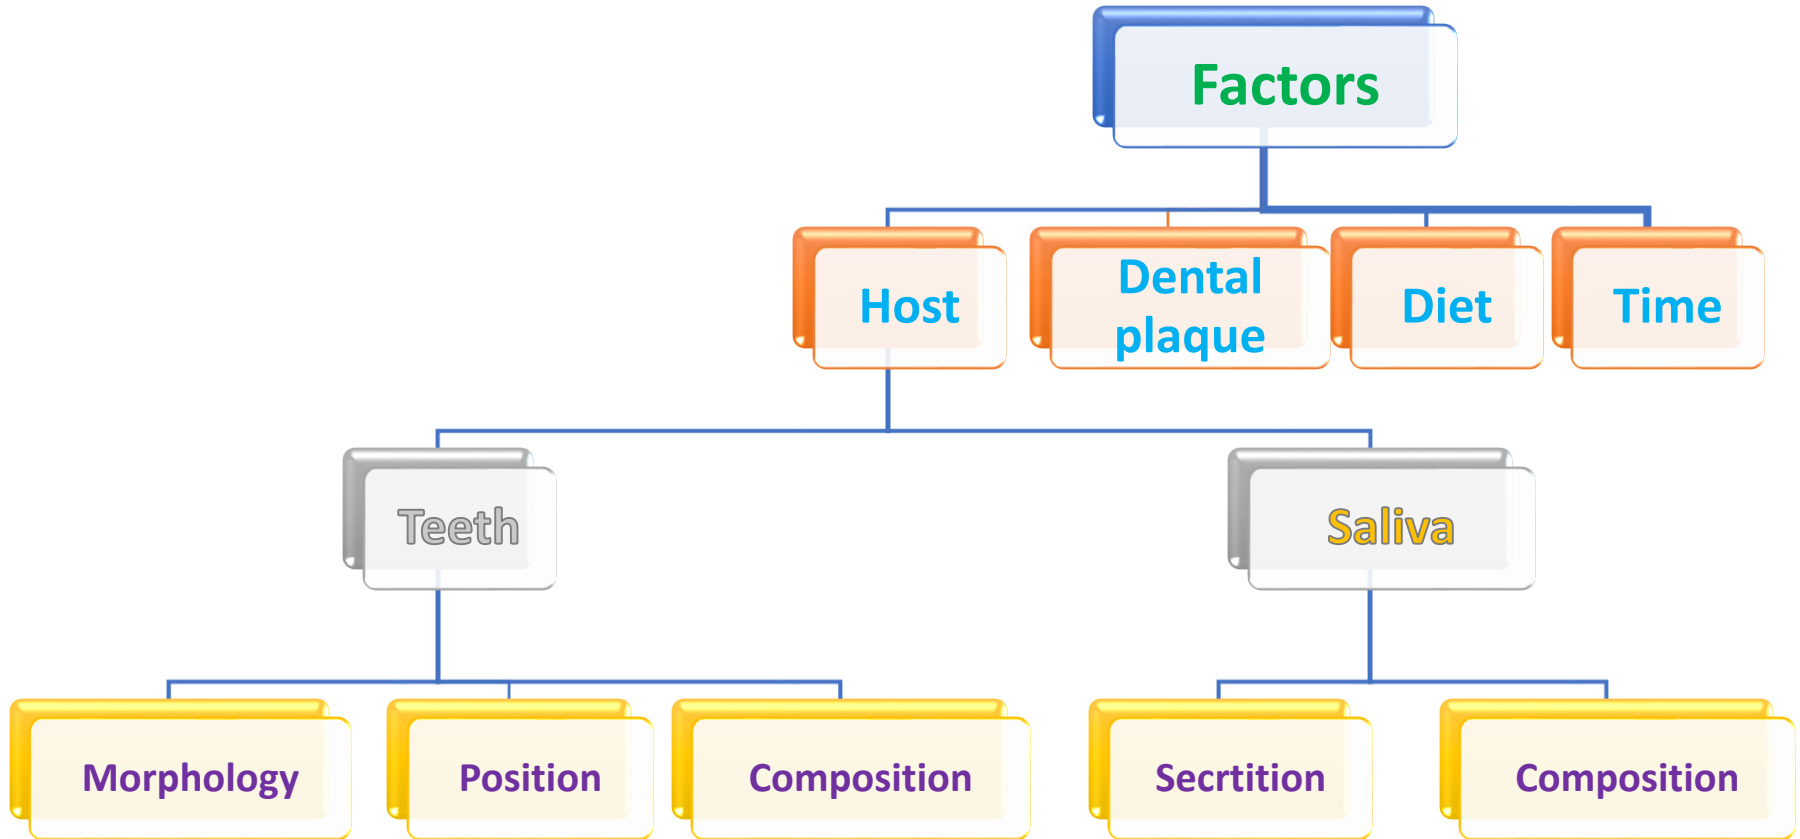 Factors
Host
Dental
plaque
Diet
Time
Teeth
Saliva
Morphology
Position
Composition
Secrtition
Composition